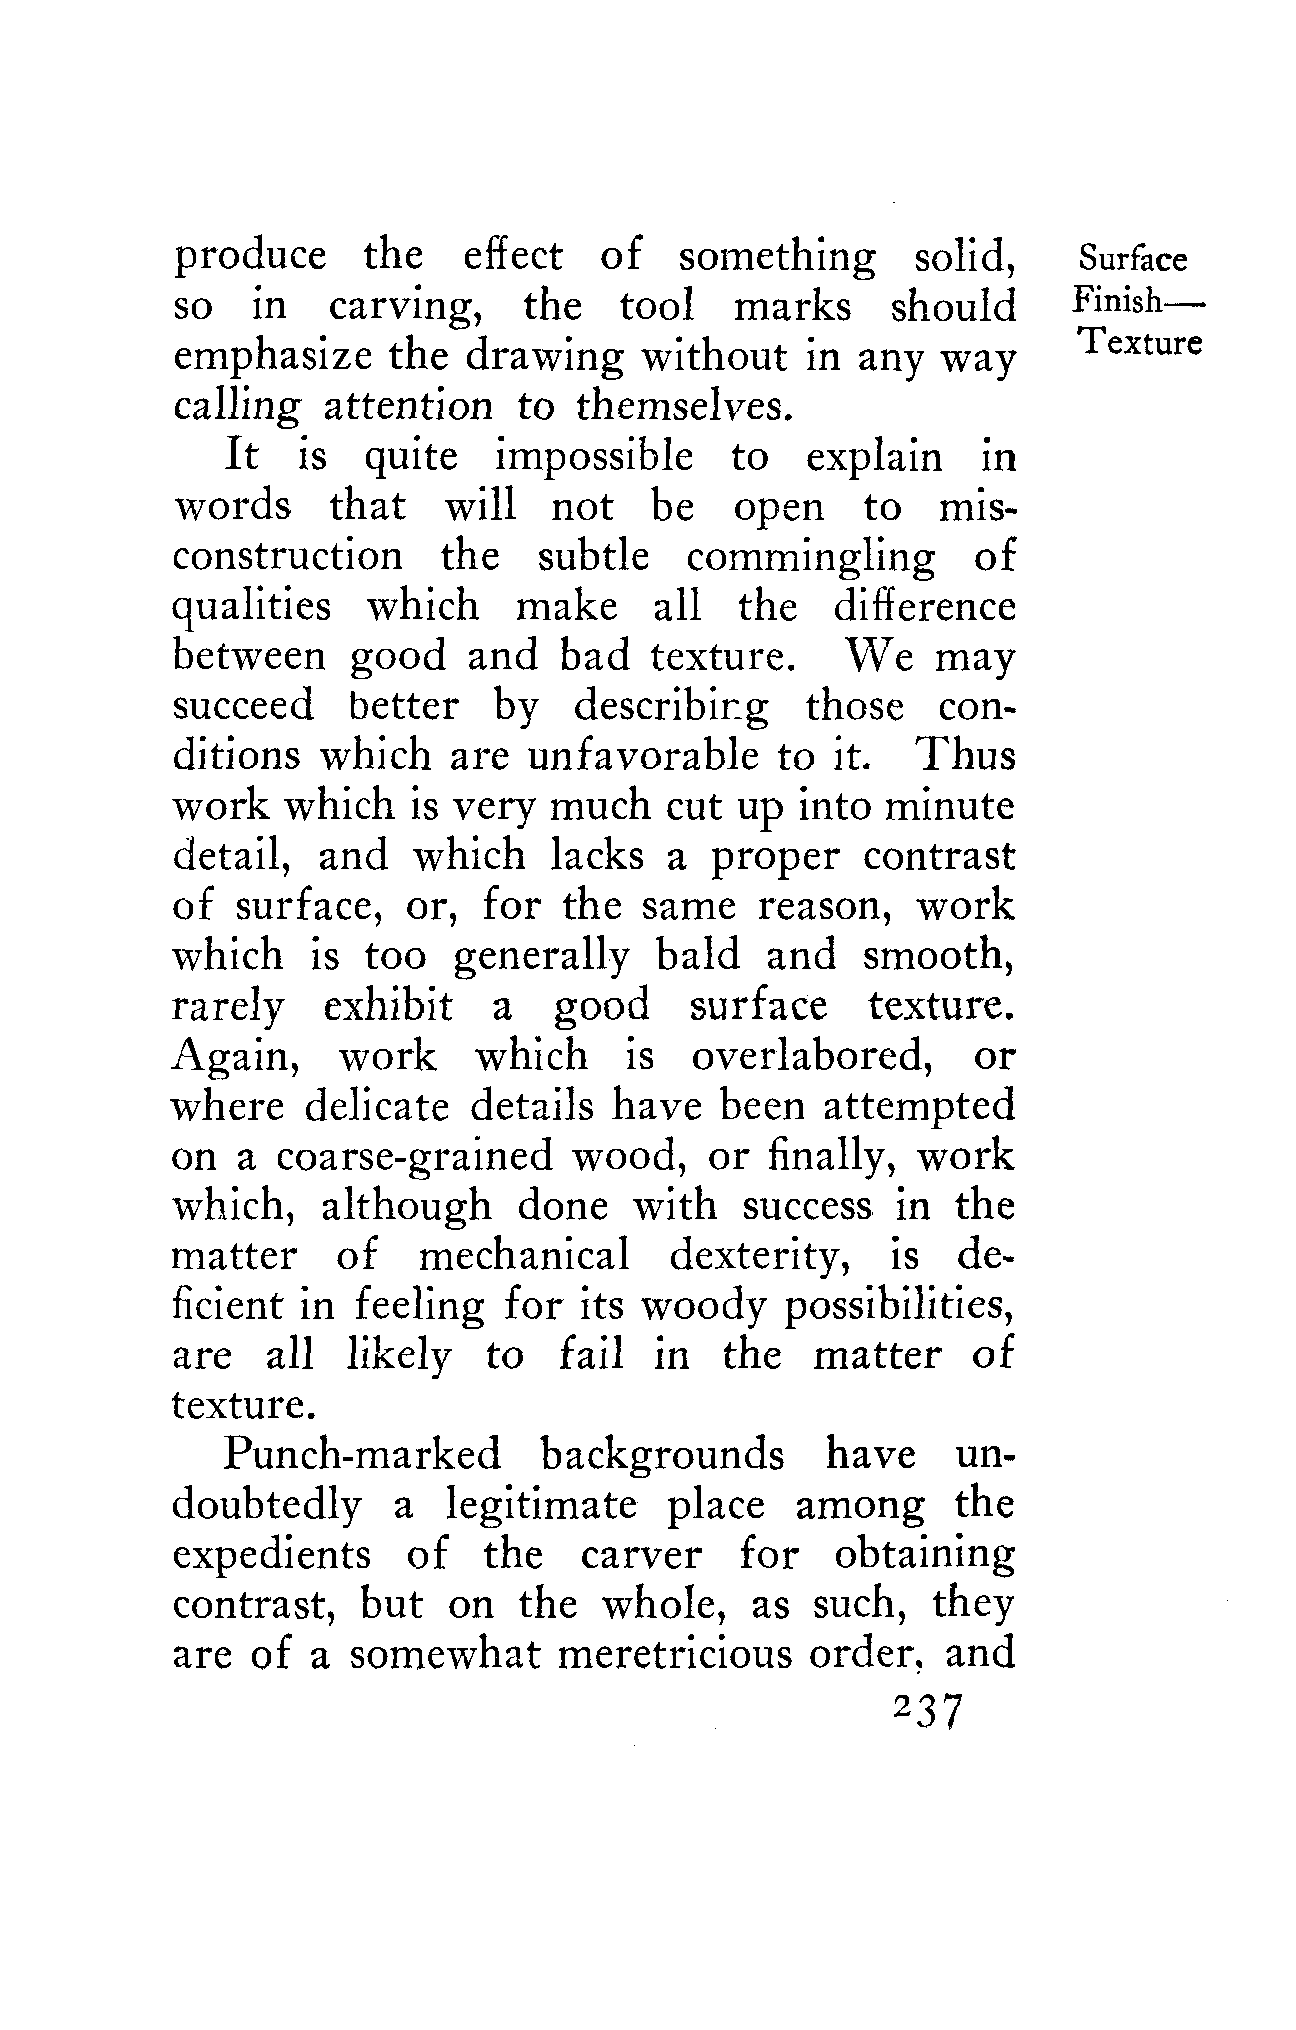 produce the effect of something solid,
so in carving, the tool marks should
emphasize the drawing without in any way
calling attention to themselves.
It is quite impossible to explain in
words that will not be open to mis-
construction the subtle commingling of
qualities which make all the difference
between good and bad texture. We may
succeed better by describing those con-
ditions which are unfavorable to it. Thus
work which is very much cut up into minute
detail, and which lacks a proper contrast
of surface, or, for the same reason, work
which is too generally bald and smooth,
rarely exhibit a good surface texture.
Again, work which is overlabored, or
where delicate details have been attempted
on a coarse-grained wood, or finally, work
which, although done with success in the
matter of mechanical dexterity, is de-
ficient in feeling for its woody possibilities,
are all likely to fail in the matter of
texture.
Punch-marked backgrounds have un-
doubtedly a legitimate place among the
expedients of the carver for obtaining
contrast, but on the whole, as such, they
are of a somewhat meretricious order, and
237
Surface
Finish—
Texture